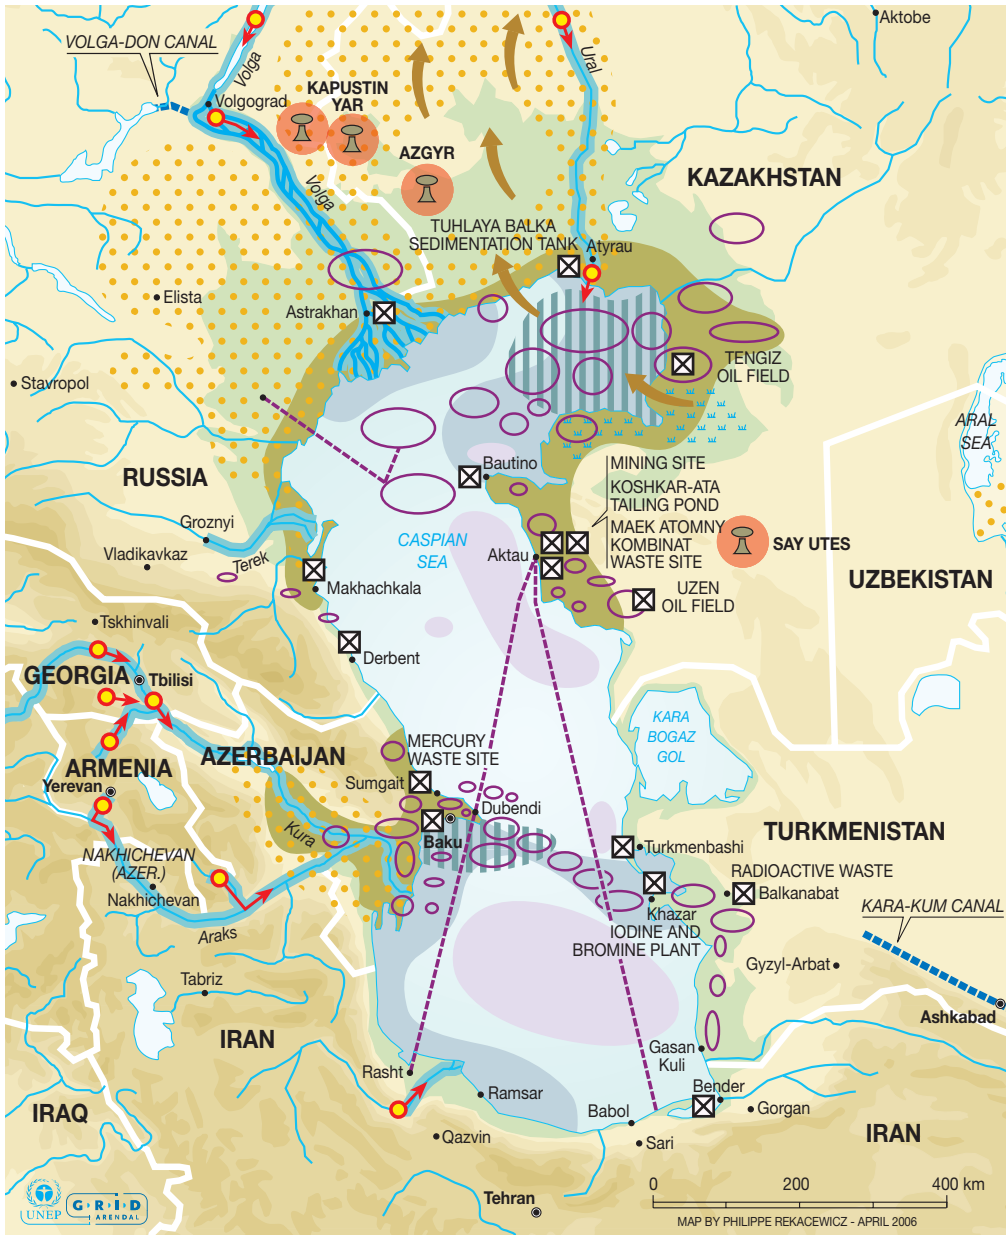 Aktobe
VOLGA-DON CANAL
Volga
Ural
Volgograd
KAPUSTIN
YAR
AZGYR
KAZAKHSTAN
Volga
TUHLAYA BALKA
SEDIMENTATION TANK
Atyrau
Elista
Astrakhan
Stavropol
TENGIZ
OIL FIELD
ARAL
SEA
RUSSIA
Bautino
MINING SITE
KOSHKAR-ATA
TAILING POND
MAEK ATOMNY
KOMBINAT
WASTE SITE
SAY UTES
Groznyi
Terek
Vladikavkaz
CASPIAN
SEA
Aktau
UZBEKISTAN
Makhachkala
UZEN
OIL FIELD
Tskhinvali
Derbent
GEORGIA
Tbilisi
KARA
BOGAZ
GOL
AZERBAIJAN
MERCURY
WASTE SITE
ARMENIA
Yerevan
Sumgait
Dubendi
Kura
Baku
TURKMENISTAN
Turkmenbashi
NAKHICHEVAN
(AZER.)
Nakhichevan
RADIOACTIVE WASTE
Balkanabat
KARA-KUM CANAL
Khazar
IODINE AND
BROMINE PLANT
Araks
Gyzyl-Arbat
Tabriz
Ashkabad
IRAN
Gasan
Kuli
Rasht
Ramsar
Bender
Gorgan
Babol
IRAQ
Qazvin
Sari
IRAN
Tehran
0 200 400 km
MAP BY PHILIPPE REKACEWICZ - APRIL 2006
UNEP
GRID
ARENDAL